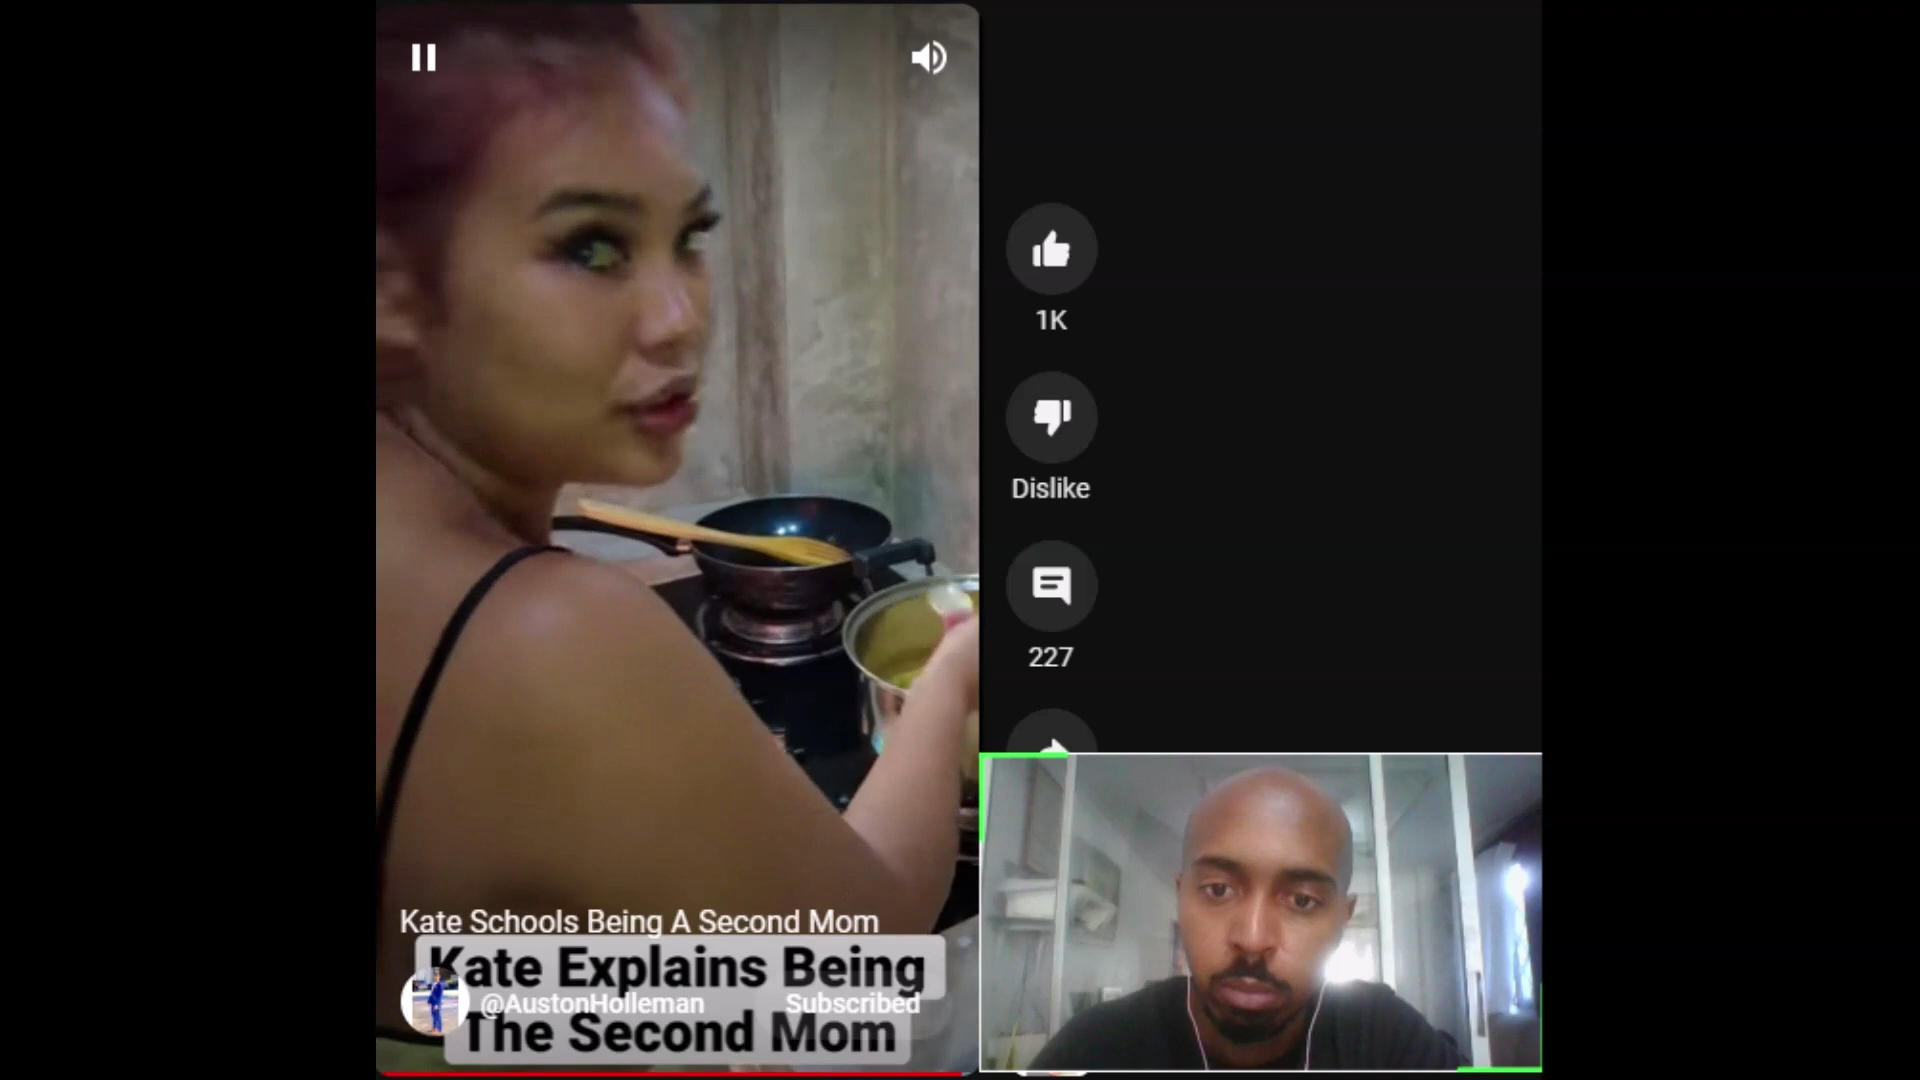 1K
Dislike
227
Kate Schools Being A Second Mom
Kate Explains Being
@AustonHolleman Subscribed
The Second Mom